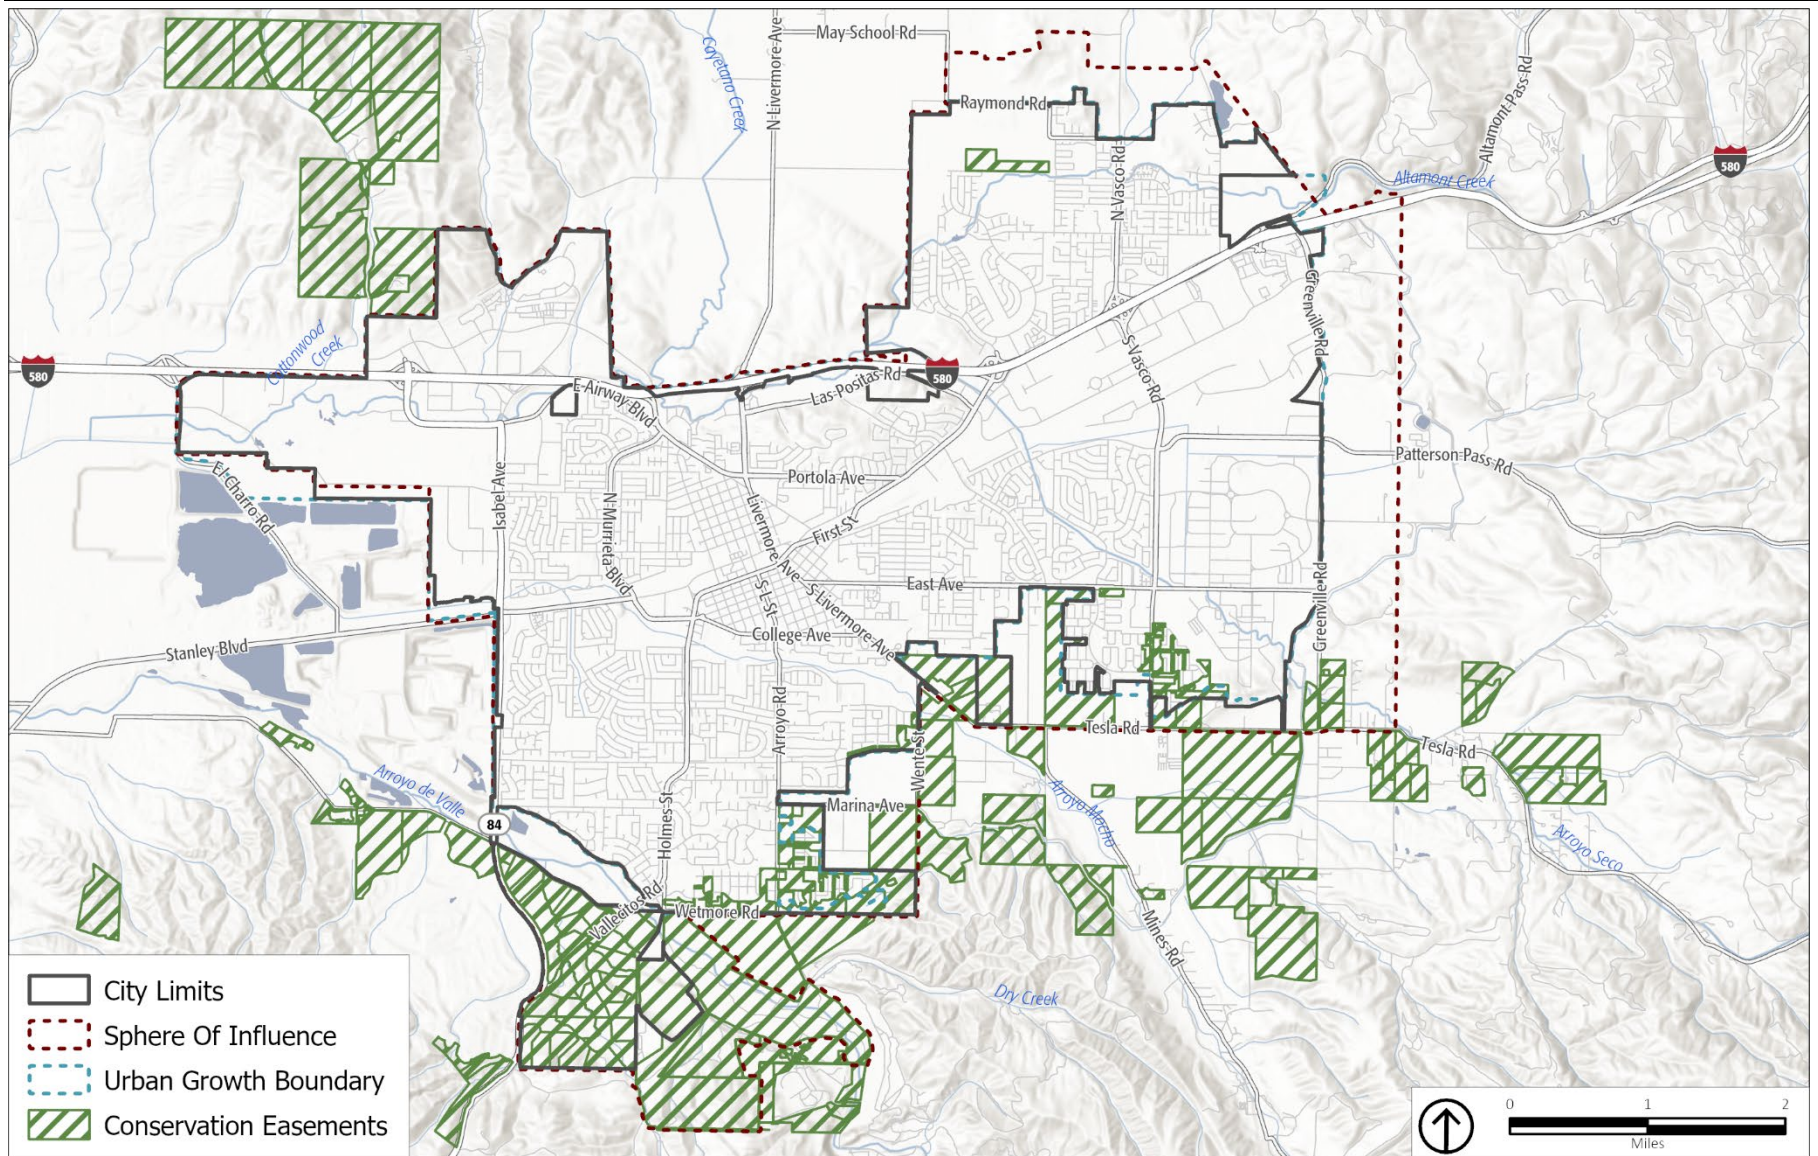 May School Rd
Cayetano Creek
N Livermore Ave
Raymond Rd
Altamont Pass Rd
580
Altamont Creek
N Vasco Rd
Greenville Rd
Cottonwood
Creek
580
580
E Airway Blvd
Las Positas Rd
S Vasco Rd
Patterson Pass Rd
El Charro Rd
Isabel Ave
N Murrieta Blvd
Portola Ave
Livermore Ave
First St
East Ave
S L St
S Livermore Ave
College Ave
Greenville Rd
Stanley Blvd
Arroyo Rd
Wente St
Tesla Rd
Tesla Rd
Arroyo de Valle
84
Holmes St
Marina Ave
Arroyo Mocho
Arroyo Seco
Vallecitos Rd
Wetmore Rd
Mines Rd
Dry Creek
City Limits
Sphere Of Influence
Urban Growth Boundary
Conservation Easements
0 1 2
Miles